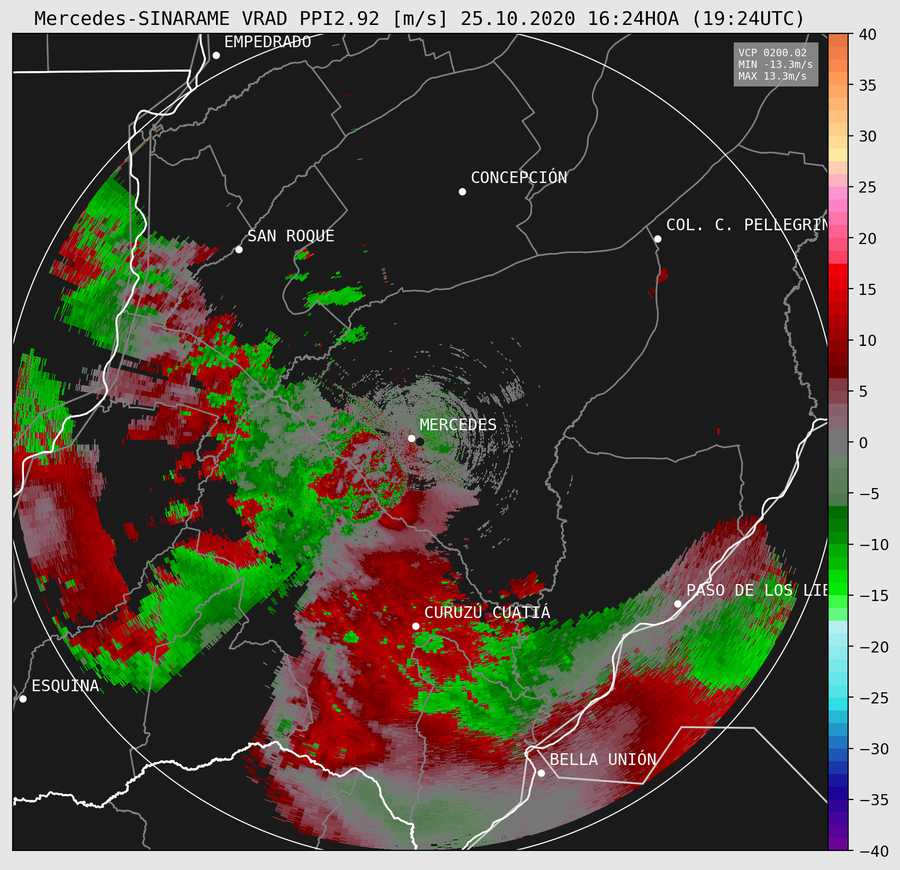 Mercedes-SINARAME VRAD PPI2.92 [m/s] 25.10.2020 16:24HOA (19:24UTC)
EMPEDRADO
VCP 0200.02
MIN -13.3m/s
MAX 13.3m/s
CONCEPCIÓN
COL. C. PELLEGRIN
SAN ROQUE
MERCEDES
PASO DE LOS LIB
CURUZÚ CUATIÁ
ESQUINA
BELLA UNIÓN
40
35
30
25
20
15
10
5
0
−5
−10
−15
−20
−25
−30
−35
−40